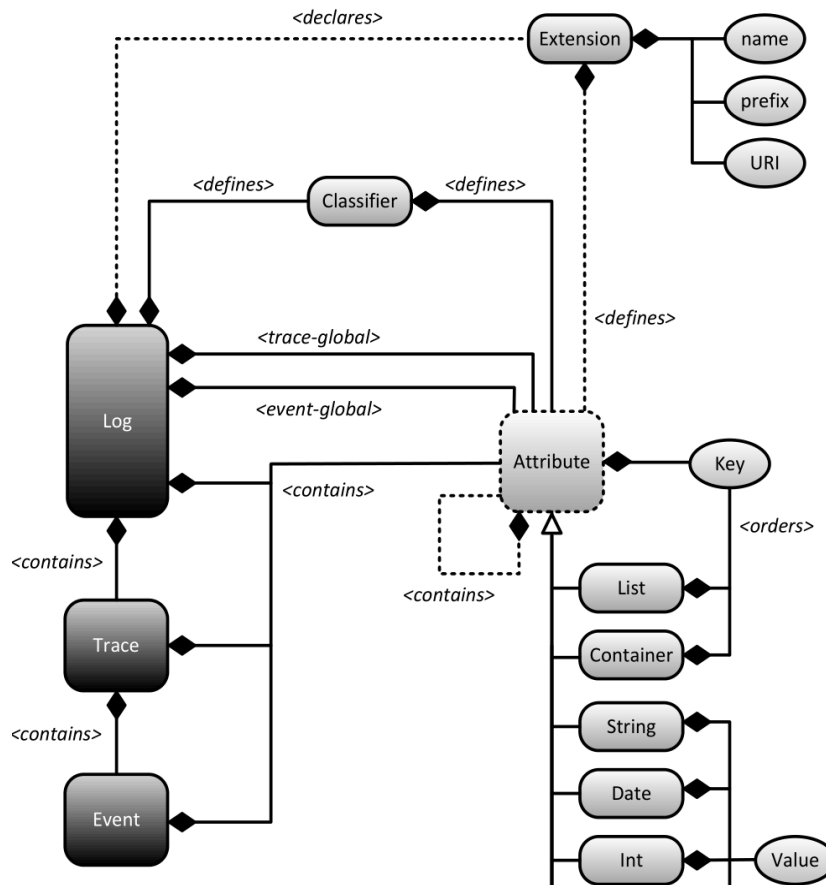 <declares>
Extension
name
prefix
URI
<defines>
Classifier
<defines>
<defines>
<trace-global>
<event-global>
Log
Attribute
Key
<contains>
<orders>
<contains>
<contains>
List
Trace
Container
String
<contains>
Date
Event
Int
Value